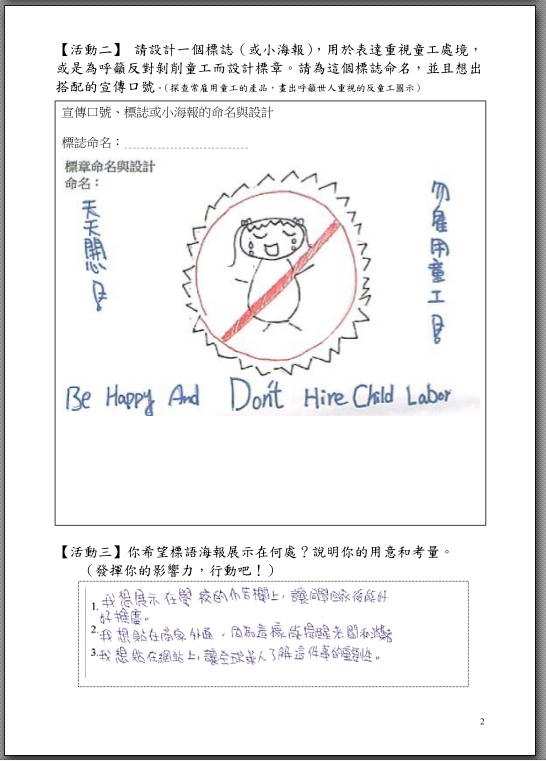 【活動二】 請設計一個標誌（或小海報），用於表達重視童工處境，
或是為呼籲反對剝削童工而設計標章。請為這個標誌命名，並且想出
搭配的宣傳口號。（探查常雇用童工的產品，畫出呼籲世人重視的反童工圖示）
宣傳口號、標誌或小海報的命名與設計
標誌命名：
標章命名與設計
命名：
天天開心！
勿雇用童工！
Be Happy And Don't Hire Child Labor
【活動三】你希望標語海報展示在何處？說明你的用意和考量。
（發揮你的影響力，行動吧！）
1. 我想展示在學校的布告欄上，讓同學回家後能好
好推廣。
2. 我想貼在商家外面，因為這樣能提醒老闆和消費者
3. 我想貼在網站上，讓全球華人了解這件事的重要性。
2